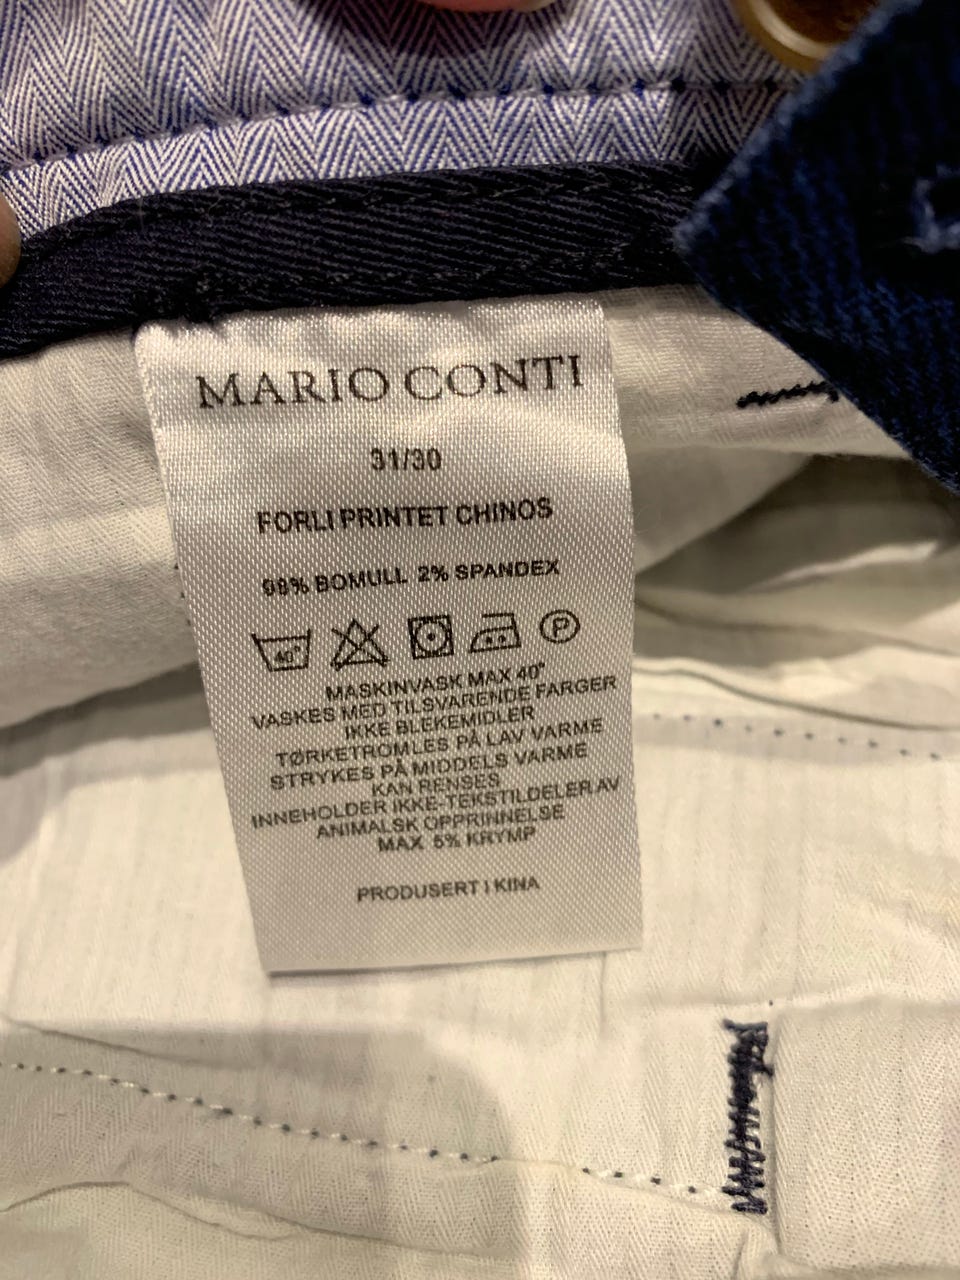 MARIO CONTI
31/30
FORLI PRINTET CHINOS
98% BOMULL 2% SPANDEX
40° P
MASKINVASK MAX 40°
VASKES MED TILSVARENDE FARGER
IKKE BLEKEMIDLER
TØRKETROMLES PÅ LAV VARME
STRYKES PÅ MIDDELS VARME
KAN RENSES
INNEHOLDER IKKE-TEKSTILDELER AV
ANIMALSK OPPRINNELSE
MAX 5% KRYMP
PRODUSERT I KINA